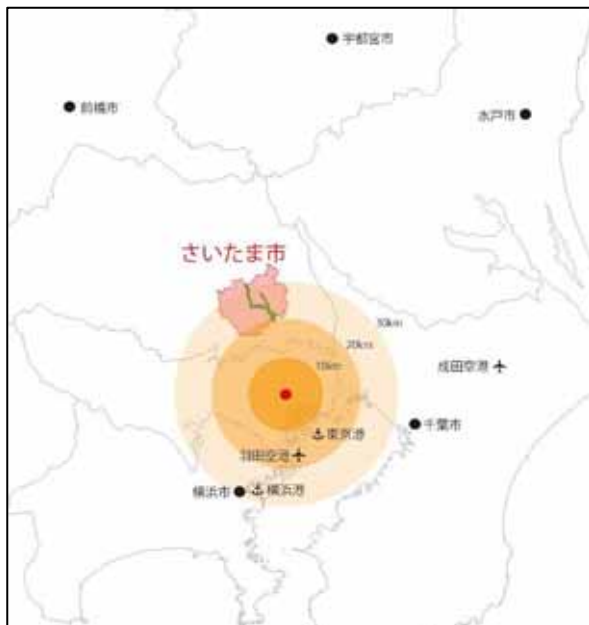 宇都宮市
前橋市
水戸市
さいたま市
30km
20km
10km
成田空港
千葉市
東京港
羽田空港
横浜市
横浜港